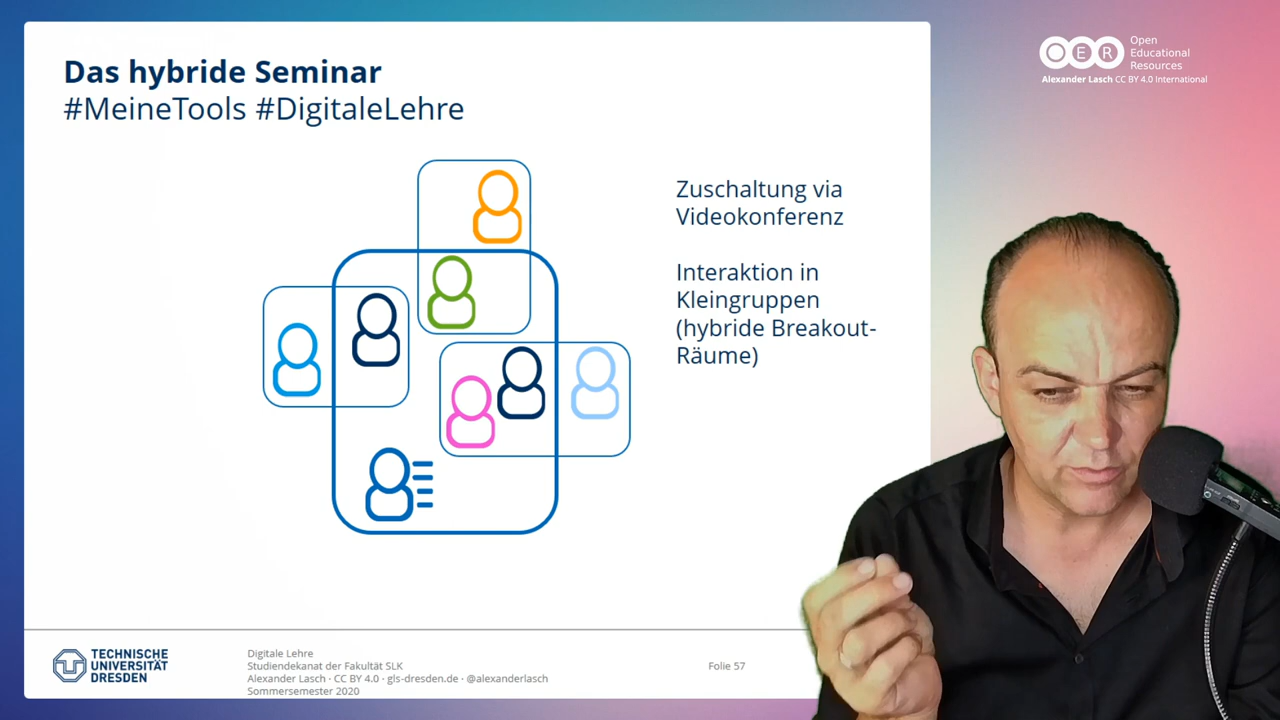 Das hybride Seminar
#MeineTools #DigitaleLehre
Zuschaltung via
Videokonferenz
Interaktion in
Kleingruppen
(hybride Breakout-
Räume)
OER
Open
Educational
Resources
Alexander Lasch CC BY 4.0 International
TECHNISCHE
UNIVERSITÄT
DRESDEN
Digitale Lehre
Studiendekanat der Fakultät SLK
Alexander Lasch · CC BY 4.0 · gls-dresden.de · @alexanderlasch
Sommersemester 2020
Folie 57